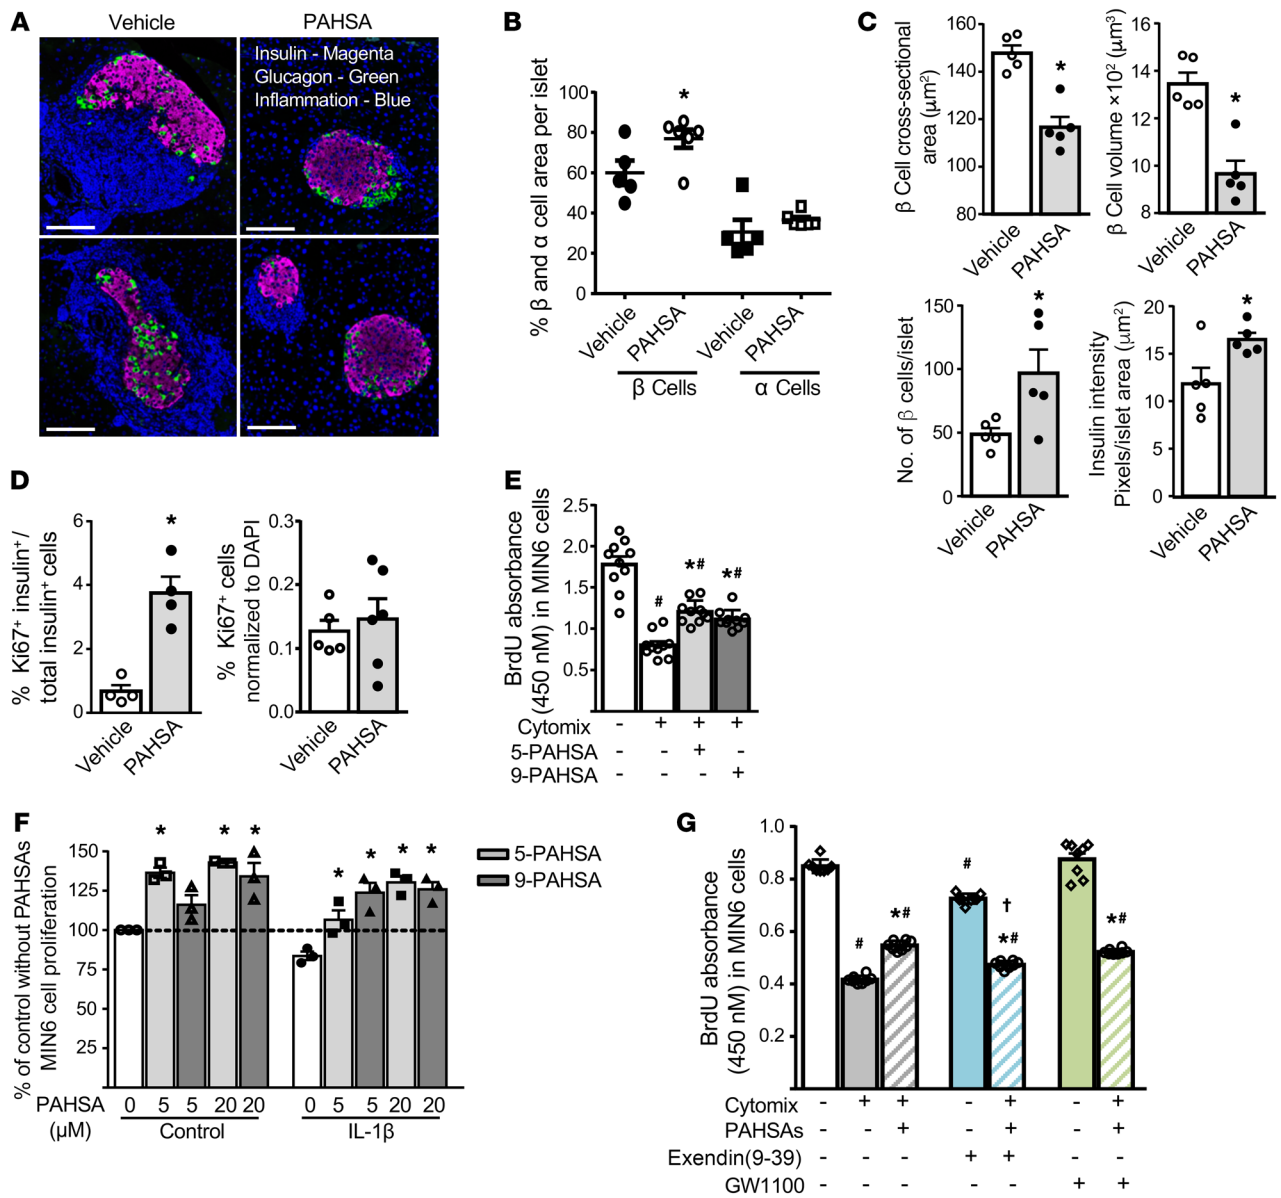 A
Vehicle
PAHSA
Insulin - Magenta
Glucagon - Green
Inflammation - Blue
B
% β and α cell area per islet
100
80
60
40
20
0
*
Vehicle
PAHSA
Vehicle
PAHSA
β Cells
α Cells
C
β Cell cross-sectional
area (μm²)
160
140
120
100
80
*
Vehicle
PAHSA
β Cell volume ×10² (μm³)
16
14
12
10
8
*
Vehicle
PAHSA
No. of β cells/islet
150
100
50
0
*
Vehicle
PAHSA
Insulin intensity
Pixels/islet area (μm²)
20
15
10
5
0
*
Vehicle
PAHSA
D
% Ki67⁺ insulin⁺/
total insulin⁺ cells
6
4
2
0
*
Vehicle
PAHSA
% Ki67⁺ cells
normalized to DAPI
0.3
0.2
0.1
0.0
Vehicle
PAHSA
E
BrdU absorbance
(450 nM) in MIN6 cells
2.5
2.0
1.5
1.0
0.5
#
*#
*#
Cytomix - + + +
5-PAHSA - - + -
9-PAHSA - - - +
F
% of control without PAHSAs
MIN6 cell proliferation
150
125
100
75
50
25
* * * * * * *
5-PAHSA
9-PAHSA
PAHSA 0 5 5 20 20 0 5 5 20 20
(μM) Control IL-1β
G
BrdU absorbance
(450 nM) in MIN6 cells
1.0
0.8
0.6
0.4
0.2
#
*#
#
†
*#
*#
Cytomix - + + - + - +
PAHSAs - - + - + - +
Exendin(9-39) - - - + + - -
GW1100 - - - - - + +